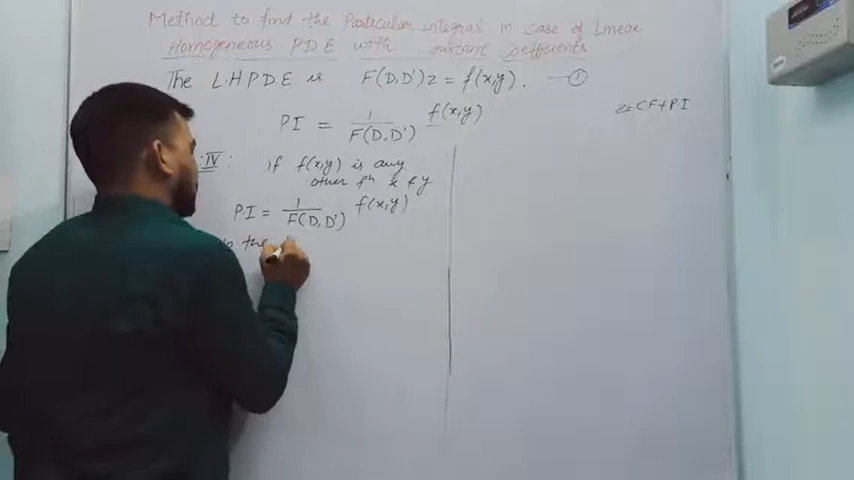 Method to find the Particular integral in case of Linear
Homogeneous PDE with constant coefficients
The LHPDE is F(D,D')z = f(x,y). —①
PI = 1/F(D,D') f(x,y)
z=CF+PI
IV: if f(x,y) is any
other fn x & y
PI = 1/F(D,D') f(x,y)
the